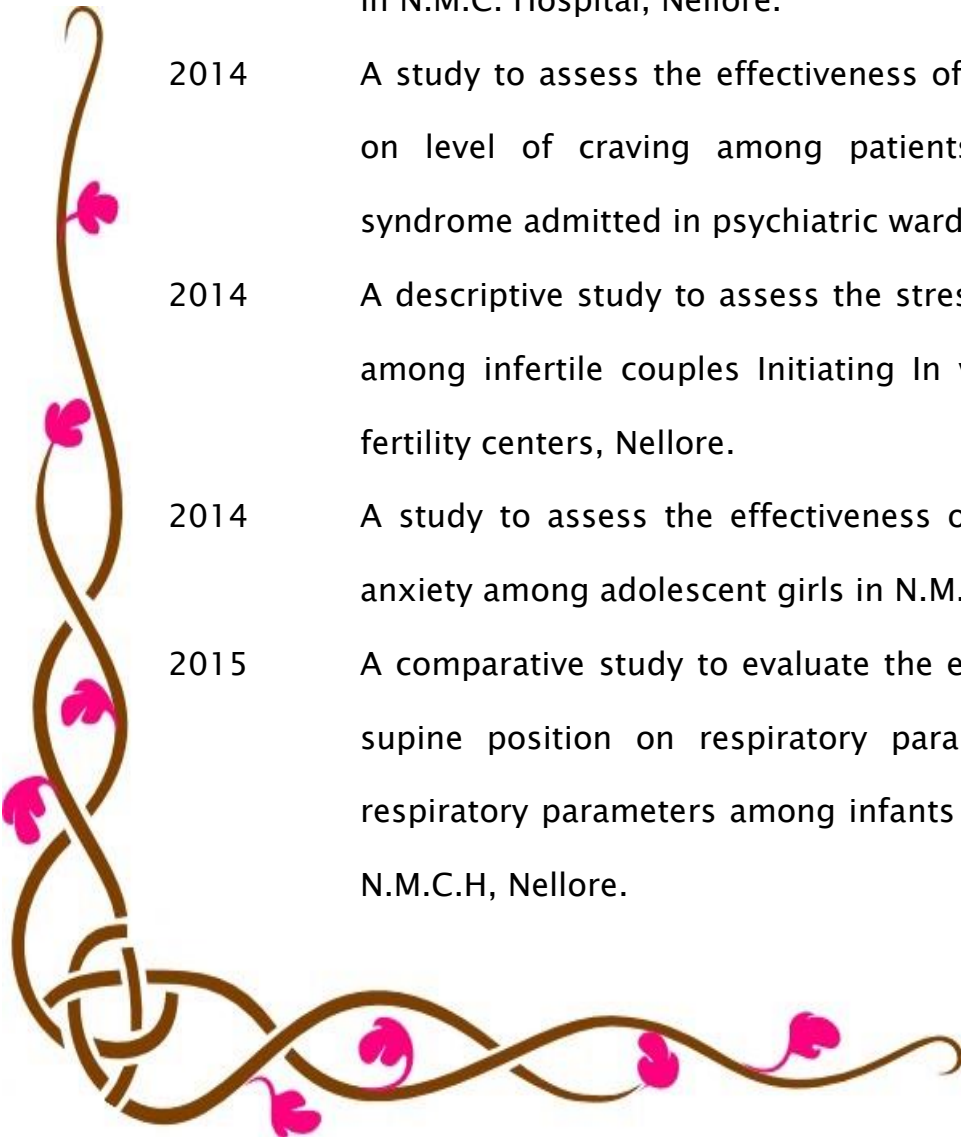 in N.M.C. Hospital, Nellore.
2014 A study to assess the effectiveness of
on level of craving among patients
syndrome admitted in psychiatric ward
2014 A descriptive study to assess the stres
among infertile couples Initiating In
fertility centers, Nellore.
2014 A study to assess the effectiveness
anxiety among adolescent girls in N.M.
2015 A comparative study to evaluate the
supine position on respiratory para
respiratory parameters among infants
N.M.C.H, Nellore.